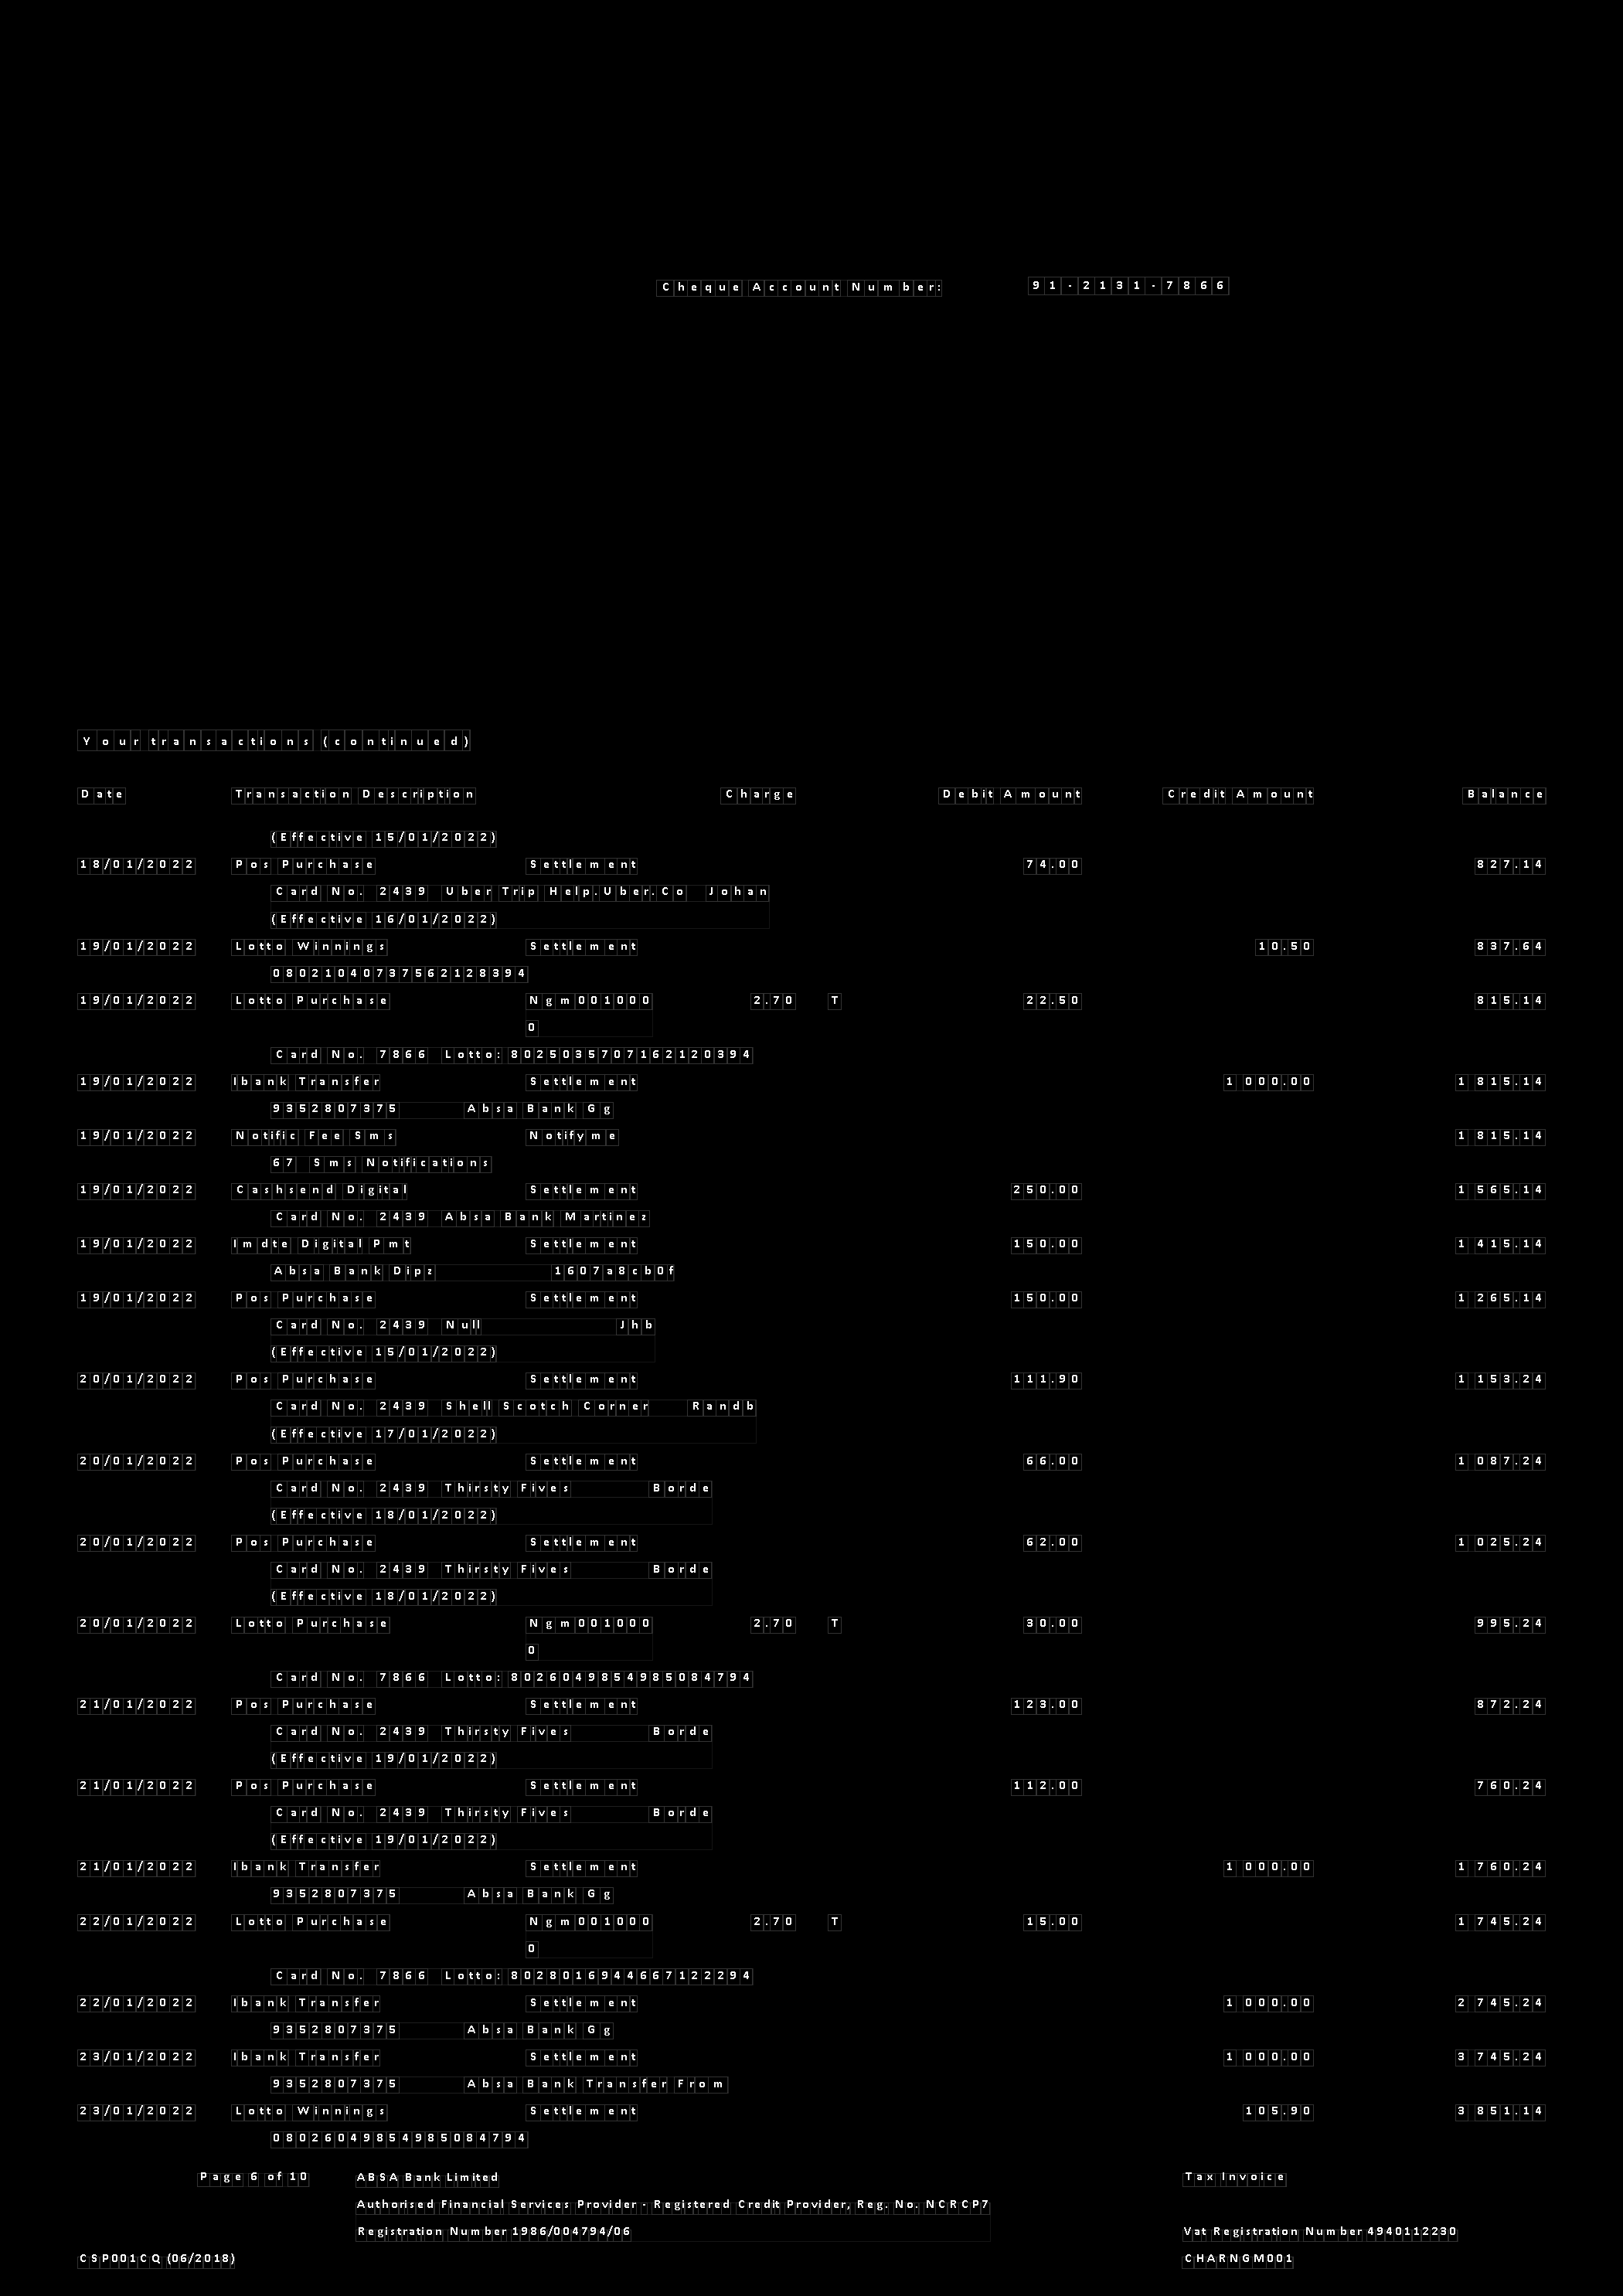 Cheque Account Number: 91-2131-7866
Your transactions (continued)
Date Transaction Description Charge Debit Amount Credit Amount Balance
(Effective 15/01/2022)
18/01/2022 Pos Purchase Settlement 74.00 827.14
Card No. 2439 Uber Trip Help.Uber.Co Johan
(Effective 16/01/2022)
19/01/2022 Lotto Winnings Settlement 10.50 837.64
08021040737562128394
19/01/2022 Lotto Purchase Ngm001000 2.70 T 22.50 815.14
0
Card No. 7866 Lotto: 8025035707162120394
19/01/2022 Ibank Transfer Settlement 1 000.00 1 815.14
9352807375 Absa Bank Gg
19/01/2022 Notific Fee Sms Notifyme 1 815.14
67 Sms Notifications
19/01/2022 Cashsend Digital Settlement 250.00 1 565.14
Card No. 2439 Absa Bank Martinez
19/01/2022 Imdte Digital Pmt Settlement 150.00 1 415.14
Absa Bank Dipz 1607a8cb0f
19/01/2022 Pos Purchase Settlement 150.00 1 265.14
Card No. 2439 Null Jhb
(Effective 15/01/2022)
20/01/2022 Pos Purchase Settlement 111.90 1 153.24
Card No. 2439 Shell Scotch Corner Randb
(Effective 17/01/2022)
20/01/2022 Pos Purchase Settlement 66.00 1 087.24
Card No. 2439 Thirsty Fives Borde
(Effective 18/01/2022)
20/01/2022 Pos Purchase Settlement 62.00 1 025.24
Card No. 2439 Thirsty Fives Borde
(Effective 18/01/2022)
20/01/2022 Lotto Purchase Ngm001000 2.70 T 30.00 995.24
0
Card No. 7866 Lotto: 8026049854985084794
21/01/2022 Pos Purchase Settlement 123.00 872.24
Card No. 2439 Thirsty Fives Borde
(Effective 19/01/2022)
21/01/2022 Pos Purchase Settlement 112.00 760.24
Card No. 2439 Thirsty Fives Borde
(Effective 19/01/2022)
21/01/2022 Ibank Transfer Settlement 1 000.00 1 760.24
9352807375 Absa Bank Gg
22/01/2022 Lotto Purchase Ngm001000 2.70 T 15.00 1 745.24
0
Card No. 7866 Lotto: 8028016944667122294
22/01/2022 Ibank Transfer Settlement 1 000.00 2 745.24
9352807375 Absa Bank Gg
23/01/2022 Ibank Transfer Settlement 1 000.00 3 745.24
9352807375 Absa Bank Transfer From
23/01/2022 Lotto Winnings Settlement 105.90 3 851.14
08026049854985084794
Page 6 of 10 ABSA Bank Limited Tax Invoice
Authorised Financial Services Provider - Registered Credit Provider, Reg. No. NCRCP7
Registration Number 1986/004794/06 Vat Registration Number 4940112230
CSP001CQ (06/2018) CHARNGM001